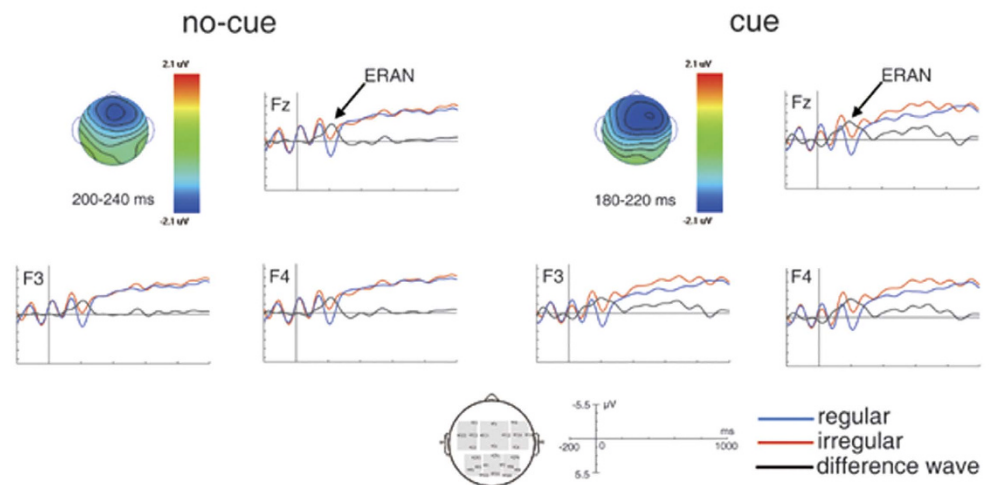 no-cue
cue
2.1 uV
-2.1 uV
200-240 ms
Fz
ERAN
2.1 uV
-2.1 uV
180-220 ms
Fz
ERAN
F3
F4
F3
F4
-5.5
µV
ms
-200
0
1000
5.5
regular
irregular
difference wave